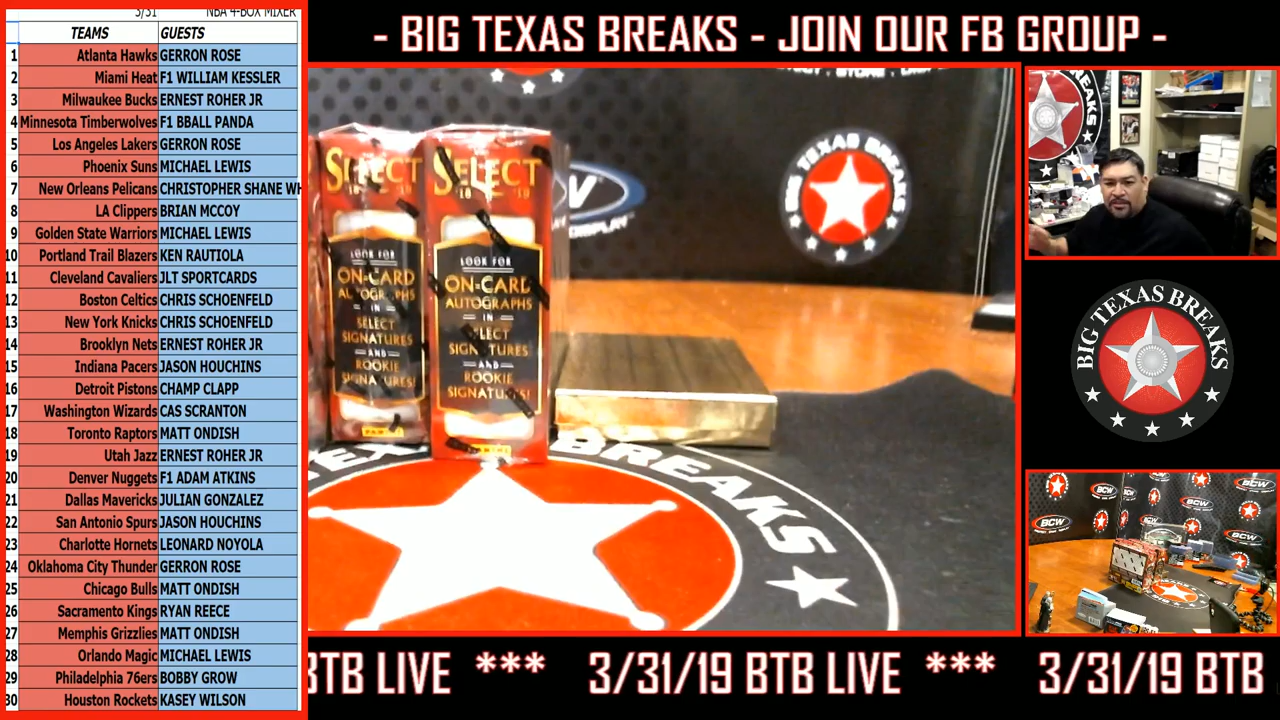 3/31 NBA 4-BOX MIXER
TEAMS GUESTS
1 Atlanta Hawks GERRON ROSE
2 Miami Heat F1 WILLIAM KESSLER
3 Milwaukee Bucks ERNEST ROHER JR
4 Minnesota Timberwolves F1 BBALL PANDA
5 Los Angeles Lakers GERRON ROSE
6 Phoenix Suns MICHAEL LEWIS
7 New Orleans Pelicans CHRISTOPHER SHANE WH
8 LA Clippers BRIAN MCCOY
9 Golden State Warriors MICHAEL LEWIS
10 Portland Trail Blazers KEN RAUTIOLA
11 Cleveland Cavaliers JLT SPORTCARDS
12 Boston Celtics CHRIS SCHOENFELD
13 New York Knicks CHRIS SCHOENFELD
14 Brooklyn Nets ERNEST ROHER JR
15 Indiana Pacers JASON HOUCHINS
16 Detroit Pistons CHAMP CLAPP
17 Washington Wizards CAS SCRANTON
18 Toronto Raptors MATT ONDISH
19 Utah Jazz ERNEST ROHER JR
20 Denver Nuggets F1 ADAM ATKINS
21 Dallas Mavericks JULIAN GONZALEZ
22 San Antonio Spurs JASON HOUCHINS
23 Charlotte Hornets LEONARD NOYOLA
24 Oklahoma City Thunder GERRON ROSE
25 Chicago Bulls MATT ONDISH
26 Sacramento Kings RYAN REECE
27 Memphis Grizzlies MATT ONDISH
28 Orlando Magic MICHAEL LEWIS
29 Philadelphia 76ers BOBBY GROW
30 Houston Rockets KASEY WILSON
- BIG TEXAS BREAKS - JOIN OUR FB GROUP -
SELECT
18 19
LOOK FOR
ON-CARD
AUTOGRAPHS
IN
SELECT
SIGNATURES
AND
ROOKIE
SIGNATURES!
PANINI
SELECT
18 19
LOOK FOR
ON-CARD
AUTOGRAPHS
IN
SELECT
SIGNATURES
AND
ROOKIE
SIGNATURES!
PANINI
BIG TEXAS BREAKS
BREAKS
BIG TEXAS BREAKS
BCW
BCW
BCW
BCW
BTB LIVE *** 3/31/19 BTB LIVE *** 3/31/19 BTB